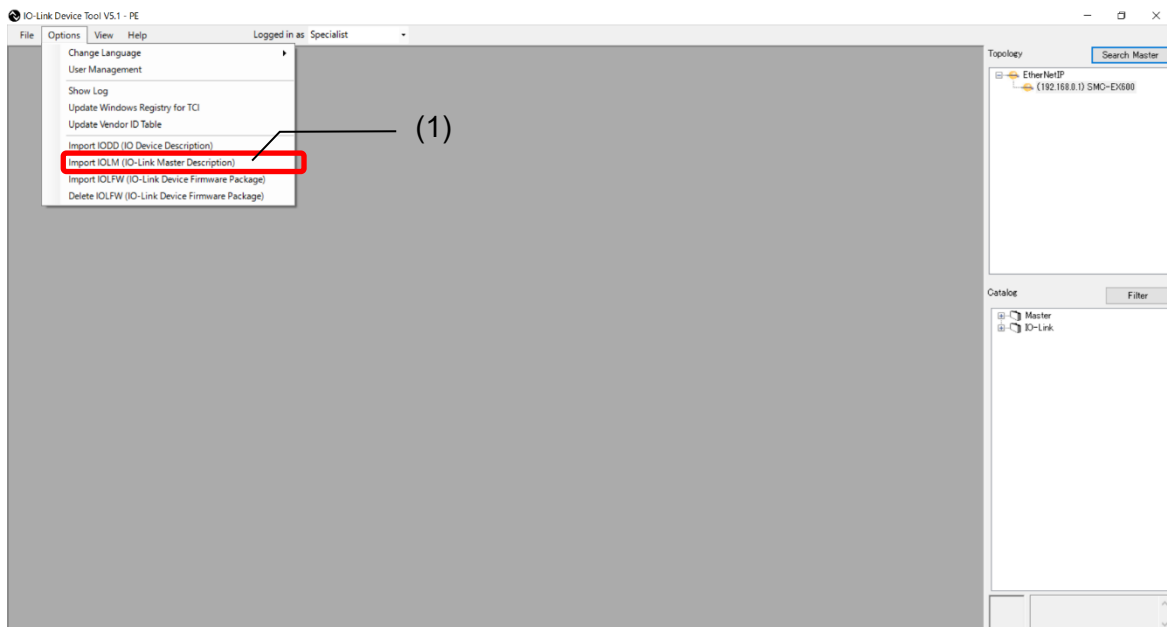 IO-Link Device Tool V5.1 - PE
File Options View Help Logged in as Specialist
Change Language
User Management
Show Log
Update Windows Registry for TCI
Update Vendor ID Table
Import IODD (IO Device Description)
Import IOLM (IO-Link Master Description)
Import IOLFW (IO-Link Device Firmware Package)
Delete IOLFW (IO-Link Device Firmware Package)
(1)
Topology Search Master
EtherNetIP
(192.168.0.1) SMC-EX600
Catalog Filter
Master
IO-Link